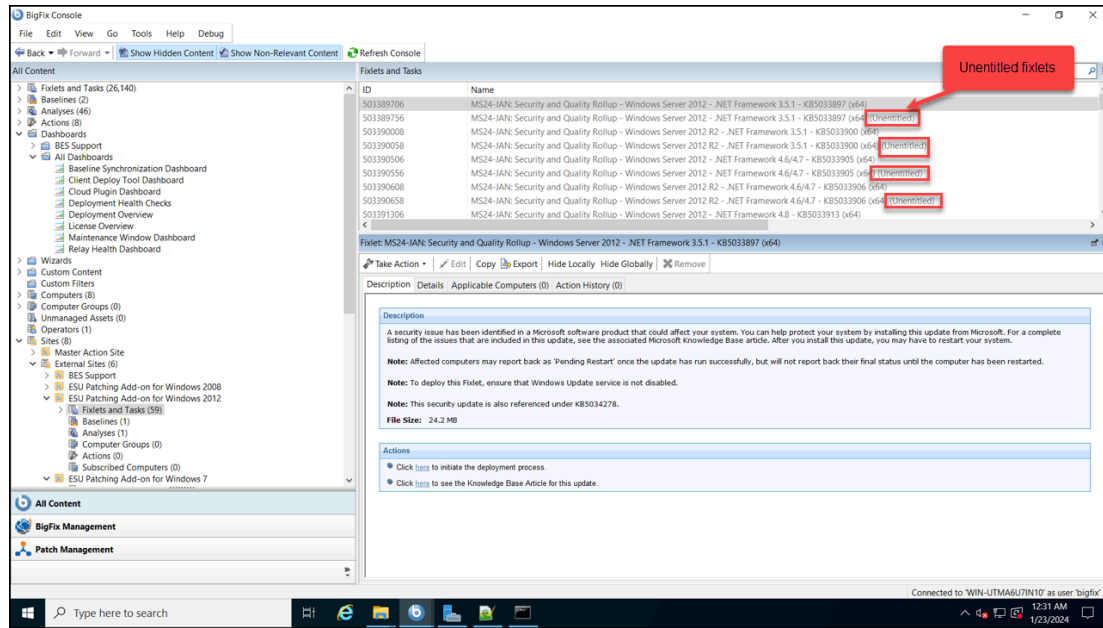 BigFix Console
File Edit View Go Tools Help Debug
Back Forward Show Hidden Content Show Non-Relevant Content Refresh Console
All Content
Fixlets and Tasks (26,140)
Baselines (2)
Analyses (46)
Actions (8)
Dashboards
BES Support
All Dashboards
Baseline Synchronization Dashboard
Client Deploy Tool Dashboard
Cloud Plugin Dashboard
Deployment Health Checks
Deployment Overview
License Overview
Maintenance Window Dashboard
Relay Health Dashboard
Wizards
Custom Content
Custom Filters
Computers (8)
Computer Groups (0)
Unmanaged Assets (0)
Operators (1)
Sites (8)
Master Action Site
External Sites (6)
BES Support
ESU Patching Add-on for Windows 2008
ESU Patching Add-on for Windows 2012
Fixlets and Tasks (59)
Baselines (1)
Analyses (1)
Computer Groups (0)
Actions (0)
Subscribed Computers (0)
ESU Patching Add-on for Windows 7
All Content
BigFix Management
Patch Management
Fixlets and Tasks
Unentitled fixlets
ID Name
503389706 MS24-JAN: Security and Quality Rollup - Windows Server 2012 - .NET Framework 3.5.1 - KB5033897 (x64)
503389756 MS24-JAN: Security and Quality Rollup - Windows Server 2012 - .NET Framework 3.5.1 - KB5033897 (x64) (Unentitled)
503390008 MS24-JAN: Security and Quality Rollup - Windows Server 2012 R2 - .NET Framework 3.5.1 - KB5033900 (x64)
503390058 MS24-JAN: Security and Quality Rollup - Windows Server 2012 R2 - .NET Framework 3.5.1 - KB5033900 (x64) (Unentitled)
503390506 MS24-JAN: Security and Quality Rollup - Windows Server 2012 - .NET Framework 4.6/4.7 - KB5033905 (x64)
503390556 MS24-JAN: Security and Quality Rollup - Windows Server 2012 - .NET Framework 4.6/4.7 - KB5033905 (x64) (Unentitled)
503390608 MS24-JAN: Security and Quality Rollup - Windows Server 2012 R2 - .NET Framework 4.6/4.7 - KB5033906 (x64)
503390658 MS24-JAN: Security and Quality Rollup - Windows Server 2012 R2 - .NET Framework 4.6/4.7 - KB5033906 (x64) (Unentitled)
503391306 MS24-JAN: Security and Quality Rollup - Windows Server 2012 - .NET Framework 4.8 - KB5033913 (x64)
Fixlet: MS24-JAN: Security and Quality Rollup - Windows Server 2012 - .NET Framework 3.5.1 - KB5033897 (x64)
Take Action Edit Copy Export Hide Locally Hide Globally Remove
Description Details Applicable Computers (0) Action History (0)
Description
A security issue has been identified in a Microsoft software product that could affect your system. You can help protect your system by installing this update from Microsoft. For a complete
listing of the issues that are included in this update, see the associated Microsoft Knowledge Base article. After you install this update, you may have to restart your system.
Note: Affected computers may report back as 'Pending Restart' once the update has run successfully, but will not report back their final status until the computer has been restarted.
Note: To deploy this Fixlet, ensure that Windows Update service is not disabled.
Note: This security update is also referenced under KB5034278.
File Size: 24.2 MB
Actions
Click here to initiate the deployment process.
Click here to see the Knowledge Base Article for this update.
Connected to 'WIN-UTMA6U7IN10' as user 'bigfix'
Type here to search
12:31 AM
1/23/2024